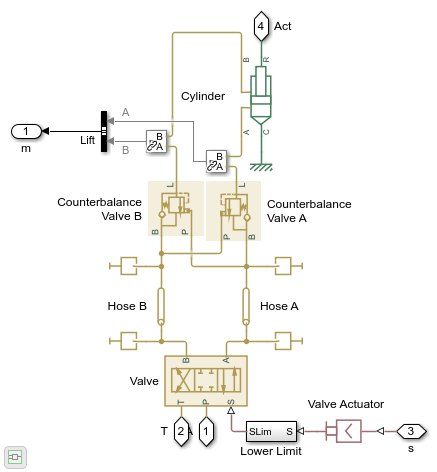 4 Act
B R
Cylinder
1
m
A
Lift
B
B
A
B
A
A C
L
L
Counterbalance
Valve B
Counterbalance
Valve A
B P
P B
Hose B
Hose A
B
A
Valve
T P S
T 2 A 1
SLim S
Lower Limit
Valve Actuator
3
s